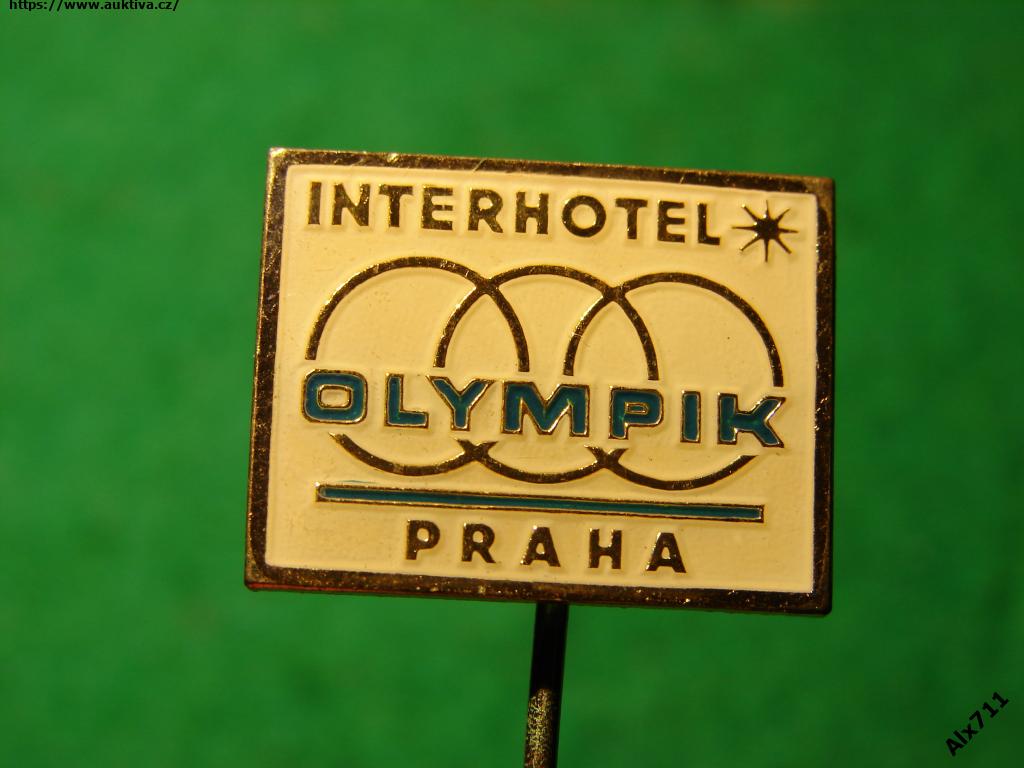 https://www.auktiva.cz/
INTERHOTEL
OLYMPIK
PRAHA
Alx711